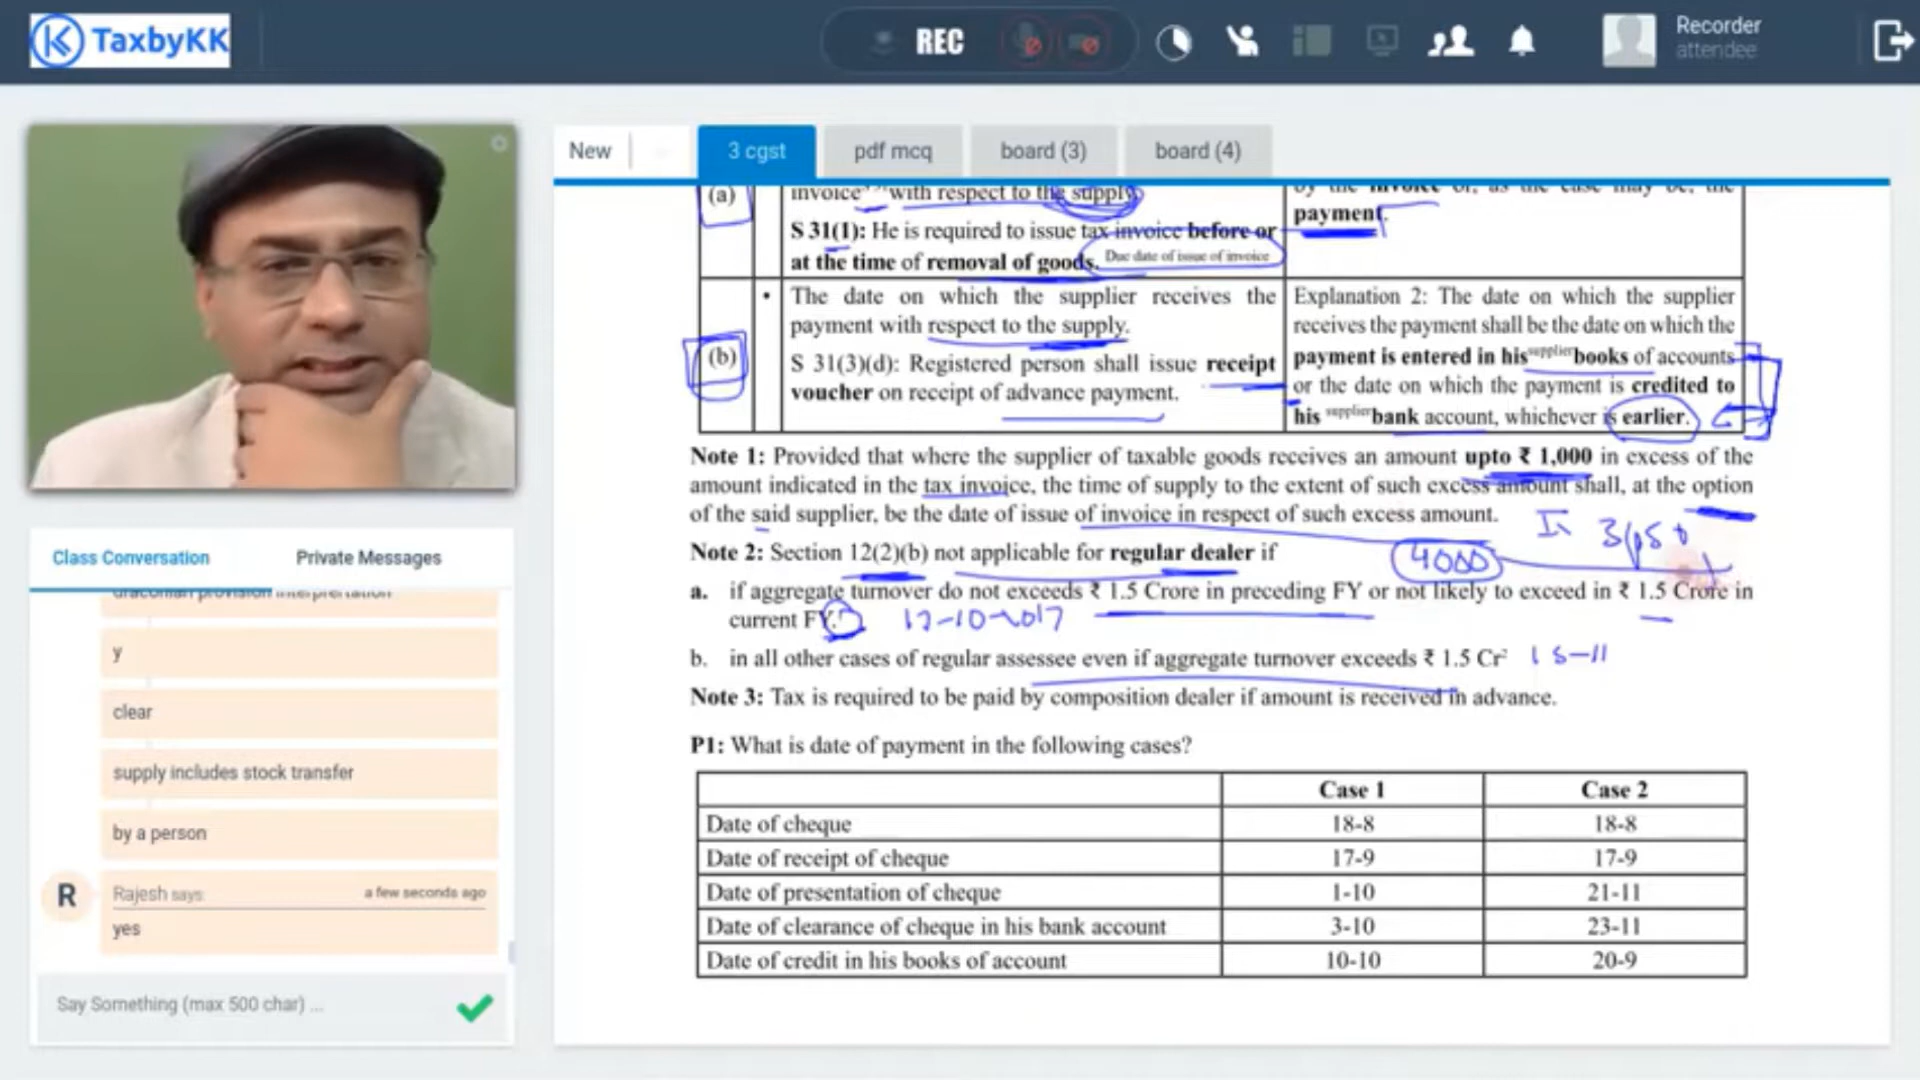 TaxbyKK
REC
Recorder
attendee
New
3 cgst
pdf mcq
board (3)
board (4)
(a)
invoice with respect to the supply.
S 31(1): He is required to issue tax invoice before or
at the time of removal of goods. Due date of issue of invoice
by the invoice or, as the case may be, the
payment.
(b)
• The date on which the supplier receives the
payment with respect to the supply.
S 31(3)(d): Registered person shall issue receipt
voucher on receipt of advance payment.
Explanation 2: The date on which the supplier
receives the payment shall be the date on which the
payment is entered in his supplier books of accounts
or the date on which the payment is credited to
his supplier bank account, whichever is earlier.
Note 1: Provided that where the supplier of taxable goods receives an amount upto ₹ 1,000 in excess of the
amount indicated in the tax invoice, the time of supply to the extent of such excess amount shall, at the option
of the said supplier, be the date of issue of invoice in respect of such excess amount.
Note 2: Section 12(2)(b) not applicable for regular dealer if
4000
a. if aggregate turnover do not exceeds ₹ 1.5 Crore in preceding FY or not likely to exceed in ₹ 1.5 Crore in
current FY.
b. in all other cases of regular assessee even if aggregate turnover exceeds ₹ 1.5 Cr²
15-11
Note 3: Tax is required to be paid by composition dealer if amount is received in advance.
P1: What is date of payment in the following cases?
Case 1 Case 2
Date of cheque 18-8 18-8
Date of receipt of cheque 17-9 17-9
Date of presentation of cheque 1-10 21-11
Date of clearance of cheque in his bank account 3-10 23-11
Date of credit in his books of account 10-10 20-9
Class Conversation
Private Messages
draconian provision interpretation
y
clear
supply includes stock transfer
by a person
R
Rajesh says:
a few seconds ago
yes
Say Something (max 500 char) ...